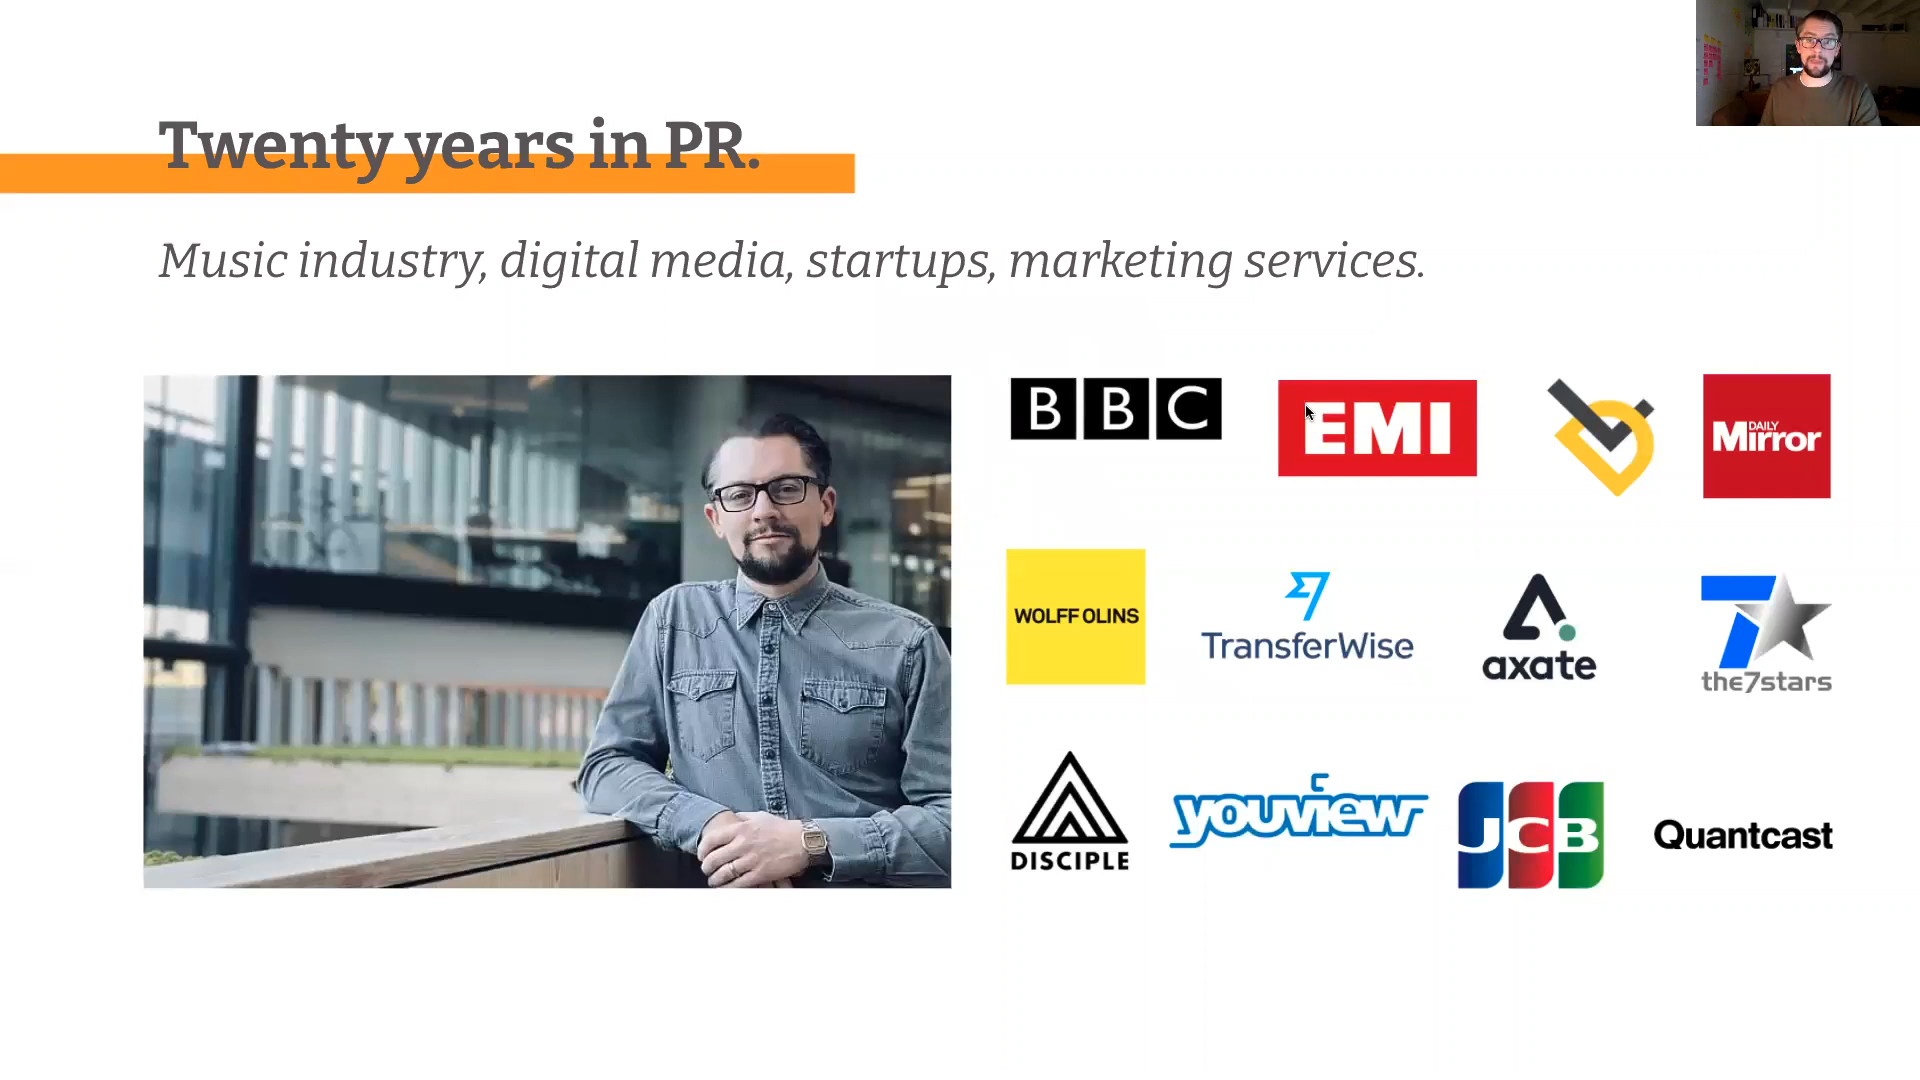 Twenty years in PR.
Music industry, digital media, startups, marketing services.
BBC
EMI
DAILY
Mirror
WOLFF OLINS
TransferWise
axate
7
the7stars
DISCIPLE
youview
JCB
Quantcast